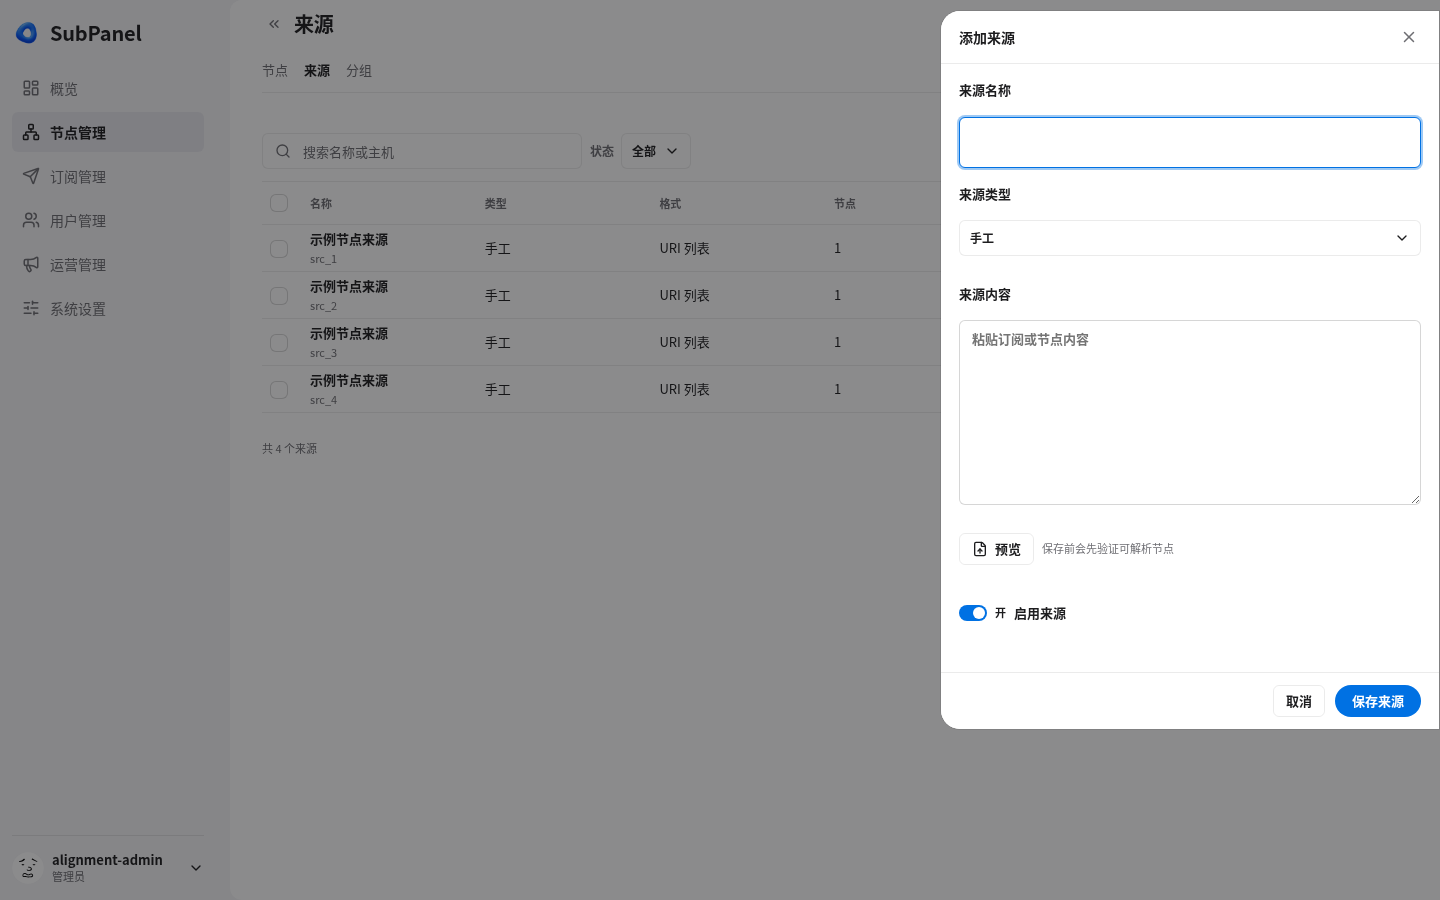 SubPanel
概览
节点管理
订阅管理
用户管理
运营管理
系统设置
alignment-admin
管理员
来源
节点 来源 分组
搜索名称或主机 状态 全部
名称 类型 格式 节点
示例节点来源 手工 URI 列表 1
src_1
示例节点来源 手工 URI 列表 1
src_2
示例节点来源 手工 URI 列表 1
src_3
示例节点来源 手工 URI 列表 1
src_4
共 4 个来源
添加来源
来源名称
来源类型
手工
来源内容
粘贴订阅或节点内容
预览 保存前会先验证可解析节点
开 启用来源
取消 保存来源